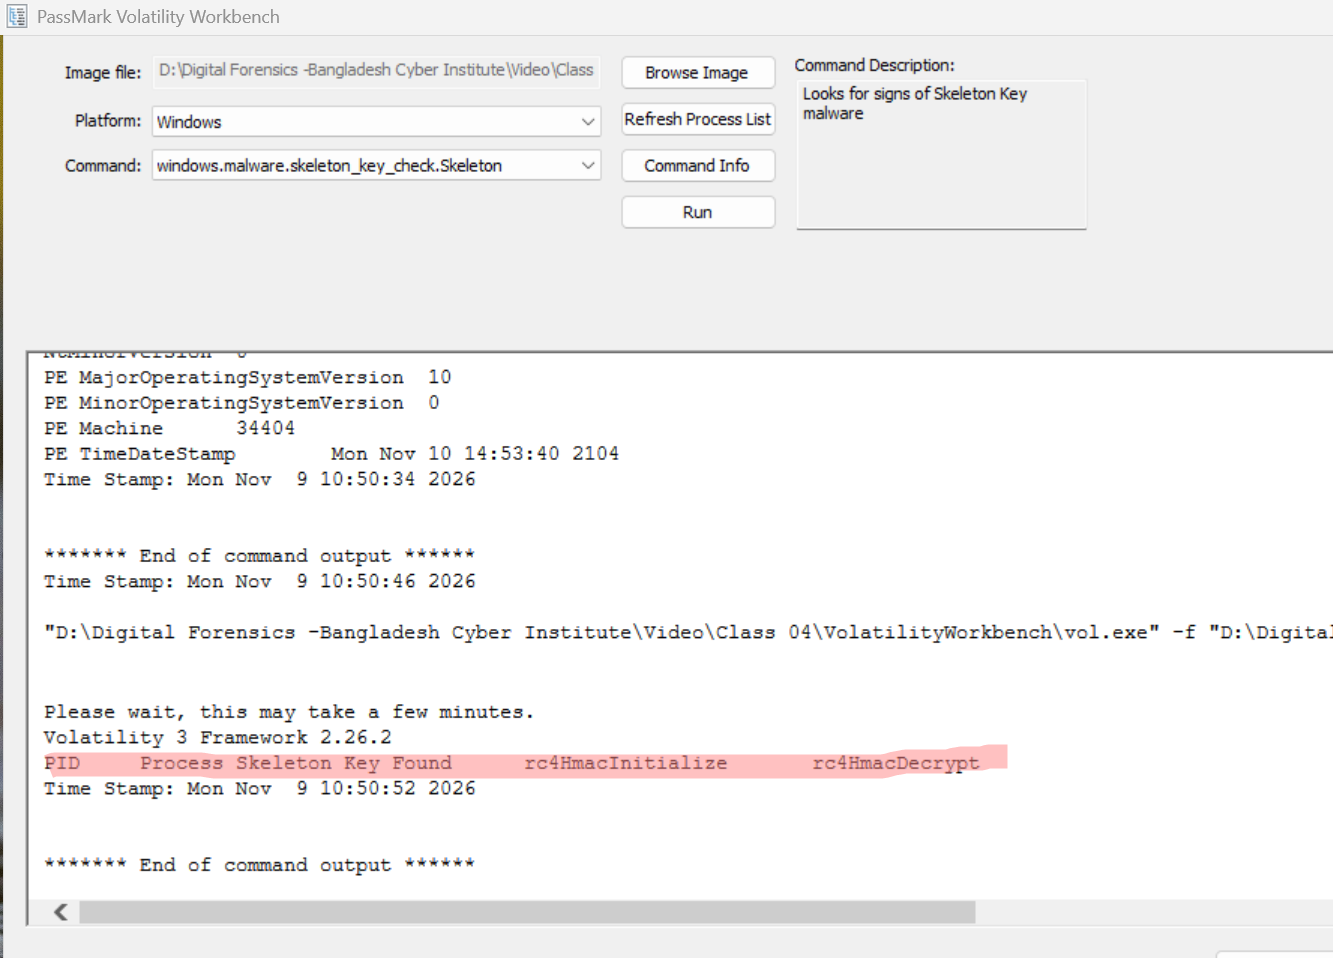 PassMark Volatility Workbench
Image file: D:\Digital Forensics -Bangladesh Cyber Institute\Video\Class
Browse Image
Command Description:
Platform: Windows
Refresh Process List
Looks for signs of Skeleton Key
malware
Command: windows.malware.skeleton_key_check.Skeleton
Command Info
Run
NtMinorVersion 0
PE MajorOperatingSystemVersion 10
PE MinorOperatingSystemVersion 0
PE Machine 34404
PE TimeDateStamp Mon Nov 10 14:53:40 2104
Time Stamp: Mon Nov 9 10:50:34 2026
******* End of command output ******
Time Stamp: Mon Nov 9 10:50:46 2026
"D:\Digital Forensics -Bangladesh Cyber Institute\Video\Class 04\VolatilityWorkbench\vol.exe" -f "D:\Digital
Please wait, this may take a few minutes.
Volatility 3 Framework 2.26.2
PID Process Skeleton Key Found rc4HmacInitialize rc4HmacDecrypt
Time Stamp: Mon Nov 9 10:50:52 2026
******* End of command output ******